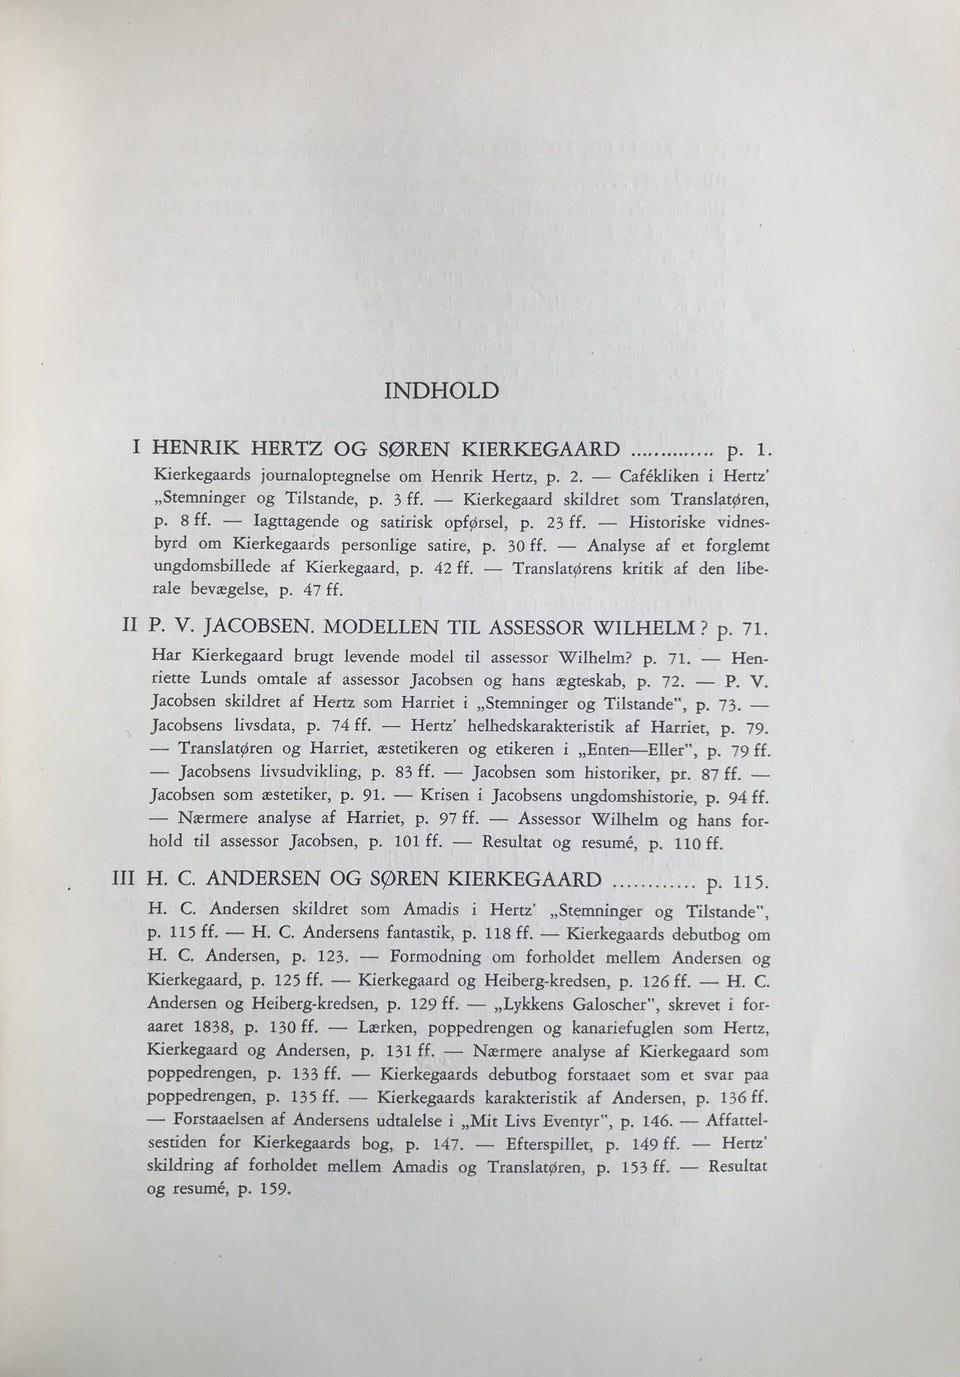 INDHOLD
I HENRIK HERTZ OG SØREN KIERKEGAARD .............. p. 1.
Kierkegaards journaloptegnelse om Henrik Hertz, p. 2. — Cafékliken i Hertz’
„Stemninger og Tilstande, p. 3 ff. — Kierkegaard skildret som Translatøren,
p. 8 ff. — Iagttagende og satirisk opførsel, p. 23 ff. — Historiske vidnes-
byrd om Kierkegaards personlige satire, p. 30 ff. — Analyse af et forglemt
ungdomsbillede af Kierkegaard, p. 42 ff. — Translatørens kritik af den libe-
rale bevægelse, p. 47 ff.
II P. V. JACOBSEN. MODELLEN TIL ASSESSOR WILHELM? p. 71.
Har Kierkegaard brugt levende model til assessor Wilhelm? p. 71. — Hen-
riette Lunds omtale af assessor Jacobsen og hans ægteskab, p. 72. — P. V.
Jacobsen skildret af Hertz som Harriet i „Stemninger og Tilstande“, p. 73. —
Jacobsens livsdata, p. 74 ff. — Hertz’ helhedskarakteristik af Harriet, p. 79.
— Translatøren og Harriet, æstetikeren og etikeren i „Enten—Eller“, p. 79 ff.
— Jacobsens livsudvikling, p. 83 ff. — Jacobsen som historiker, pr. 87 ff. —
Jacobsen som æstetiker, p. 91. — Krisen i Jacobsens ungdomshistorie, p. 94 ff.
— Nærmere analyse af Harriet, p. 97 ff. — Assessor Wilhelm og hans for-
hold til assessor Jacobsen, p. 101 ff. — Resultat og resumé, p. 110 ff.
III H. C. ANDERSEN OG SØREN KIERKEGAARD ............ p. 115.
H. C. Andersen skildret som Amadis i Hertz’ „Stemninger og Tilstande“,
p. 115 ff. — H. C. Andersens fantastik, p. 118 ff. — Kierkegaards debutbog om
H. C. Andersen, p. 123. — Formodning om forholdet mellem Andersen og
Kierkegaard, p. 125 ff. — Kierkegaard og Heiberg-kredsen, p. 126 ff. — H. C.
Andersen og Heiberg-kredsen, p. 129 ff. — „Lykkens Galoscher“, skrevet i for-
aaret 1838, p. 130 ff. — Lærken, poppedrengen og kanariefuglen som Hertz,
Kierkegaard og Andersen, p. 131 ff. — Nærmere analyse af Kierkegaard som
poppedrengen, p. 133 ff. — Kierkegaards debutbog forstaaet som et svar paa
poppedrengen, p. 135 ff. — Kierkegaards karakteristik af Andersen, p. 136 ff.
— Forstaaelsen af Andersens udtalelse i „Mit Livs Eventyr“, p. 146. — Affattel-
sestiden for Kierkegaards bog, p. 147. — Efterspillet, p. 149 ff. — Hertz’
skildring af forholdet mellem Amadis og Translatøren, p. 153 ff. — Resultat
og resumé, p. 159.